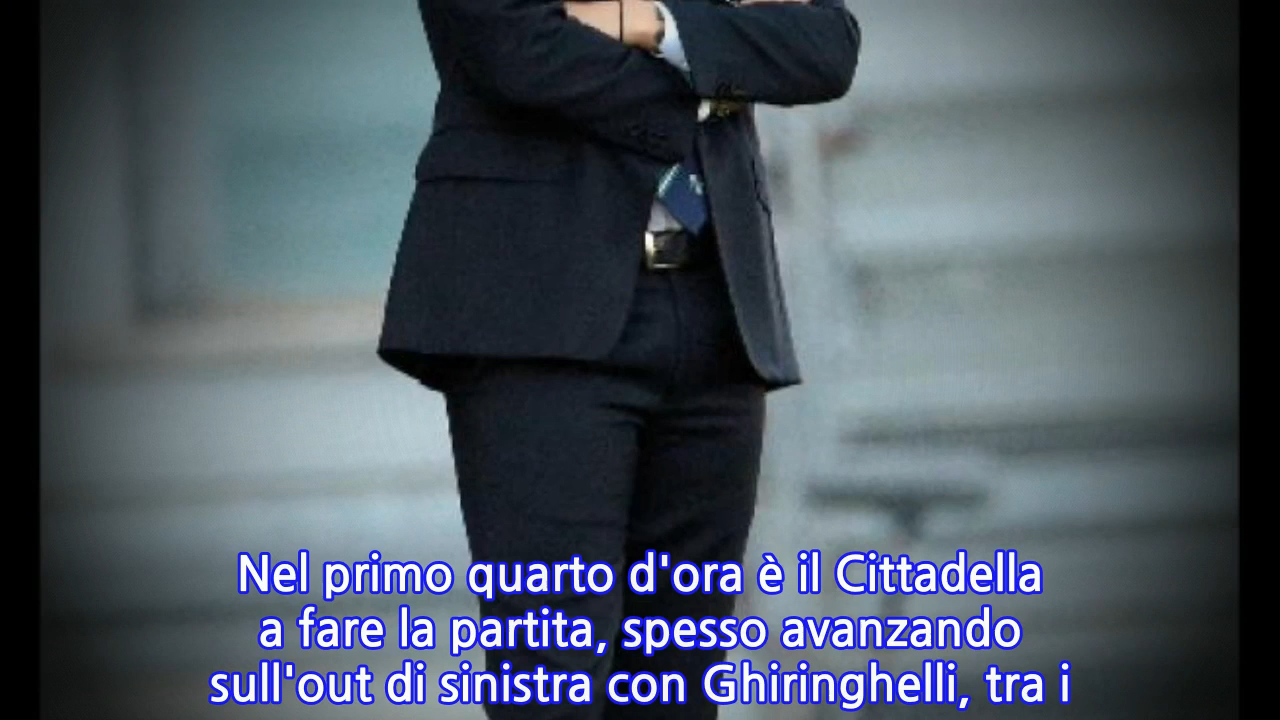 Nel primo quarto d'ora è il Cittadella
a fare la partita, spesso avanzando
sull'out di sinistra con Ghiringhelli, tra i